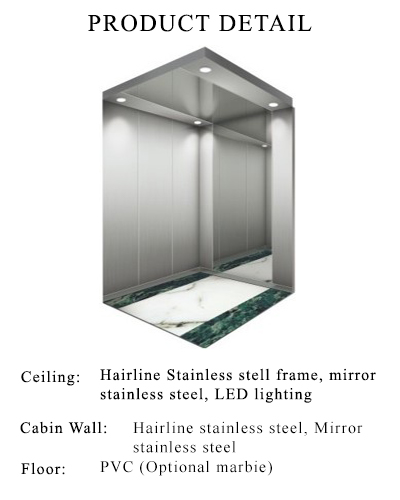 PRODUCT DETAIL
Ceiling: Hairline Stainless stell frame, mirror
stainless steel, LED lighting
Cabin Wall: Hairline stainless steel, Mirror
stainless steel
Floor: PVC (Optional marbie)